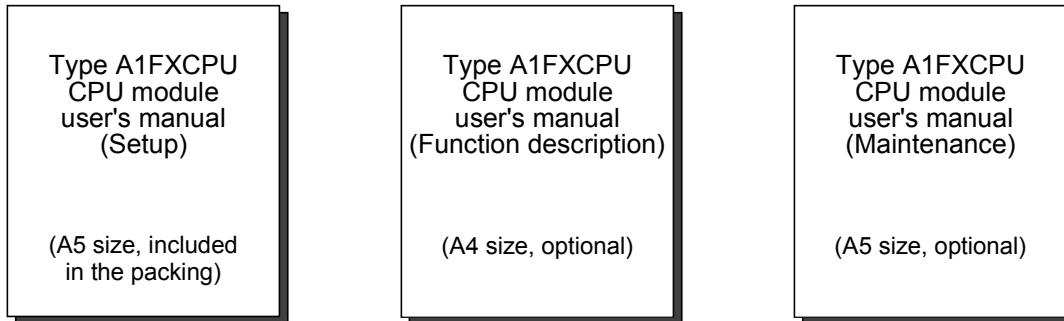 Type A1FXCPU
CPU module
user's manual
(Setup)
(A5 size, included
in the packing)
Type A1FXCPU
CPU module
user's manual
(Function description)
(A4 size, optional)
Type A1FXCPU
CPU module
user's manual
(Maintenance)
(A5 size, optional)